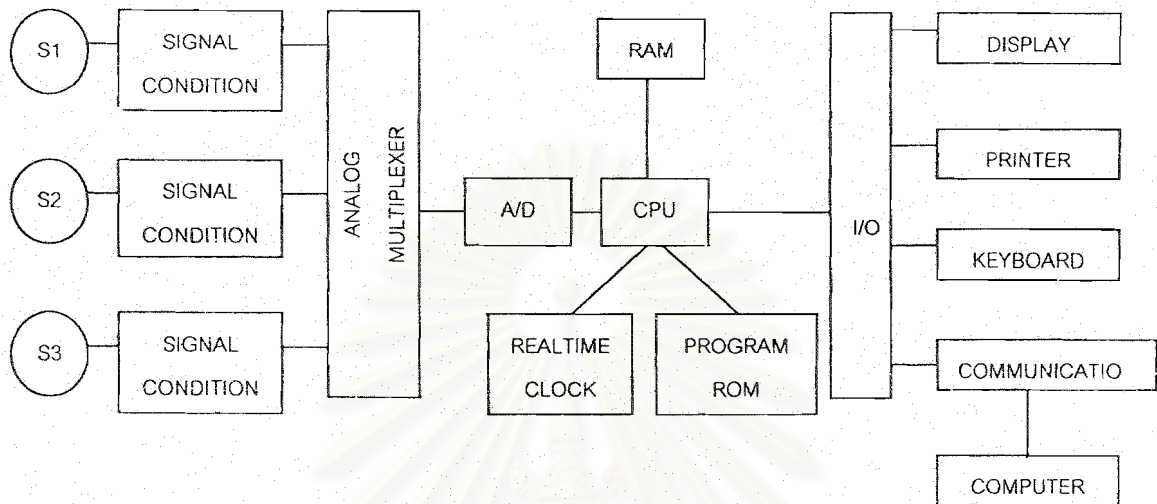 S1
SIGNAL
CONDITION
S2
SIGNAL
CONDITION
S3
SIGNAL
CONDITION
ANALOG
MULTIPLEXER
A/D
RAM
CPU
REALTIME
CLOCK
PROGRAM
ROM
I/O
DISPLAY
PRINTER
KEYBOARD
COMMUNICATIO
COMPUTER